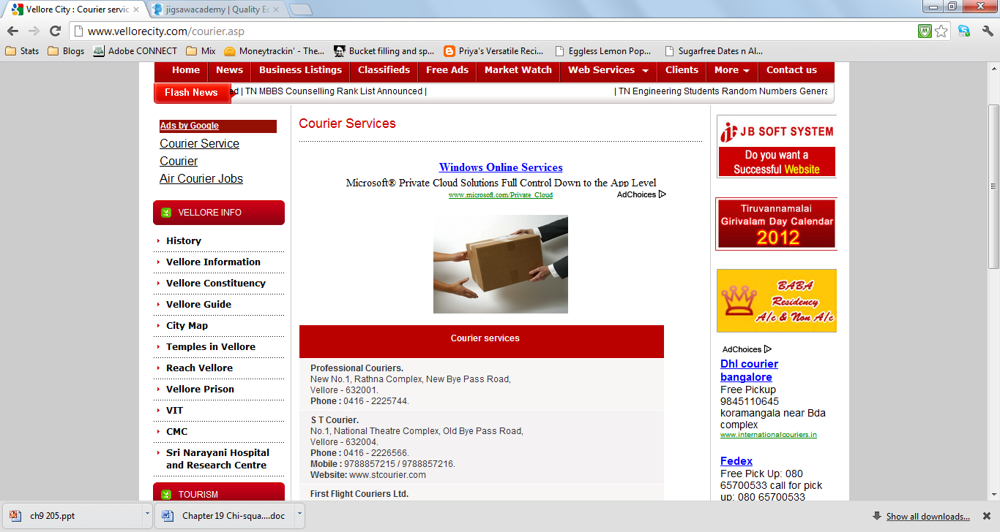 Vellore City : Courier servic
jigsawacademy | Quality Ec
www.vellorecity.com/courier.asp
Stats
Blogs
Adobe CONNECT
Mix
Moneytrackin' - The...
Bucket filling and sp...
Priya's Versatile Reci...
Eggless Lemon Pop...
Sugarfree Dates n Al...
Home
News
Business Listings
Classifieds
Free Ads
Market Watch
Web Services
Clients
More
Contact us
Flash News
ed | TN MBBS Counselling Rank List Announced |
| TN Engineering Students Random Numbers Genera
Ads by Google
Courier Service
Courier
Air Courier Jobs
VELLORE INFO
History
Vellore Information
Vellore Constituency
Vellore Guide
City Map
Temples in Vellore
Reach Vellore
Vellore Prison
VIT
CMC
Sri Narayani Hospital
and Research Centre
TOURISM
Courier Services
Windows Online Services
Microsoft® Private Cloud Solutions Full Control Down to the App Level
www.microsoft.com/Private_Cloud
AdChoices
Courier services
Professional Couriers.
New No.1, Rathna Complex, New Bye Pass Road,
Vellore - 632001.
Phone : 0416 - 2225744.
S T Courier.
No.1, National Theatre Complex, Old Bye Pass Road,
Vellore - 632004.
Phone : 0416 - 2226566.
Mobile : 9788857215 / 9788857216.
Website: www.stcourier.com
First Flight Couriers Ltd.
JB SOFT SYSTEM
Do you want a
Successful Website
Tiruvannamalai
Girivalam Day Calendar
2012
BABA
Residency
A/c & Non A/c
AdChoices
Dhl courier
bangalore
Free Pickup
9845110645
koramangala near Bda
complex
www.internationalcouriers.in
Fedex
Free Pick Up: 080
65700533 call for pick
up: 080 65700533
ch9 205.ppt
Chapter 19 Chi-squa....doc
Show all downloads...